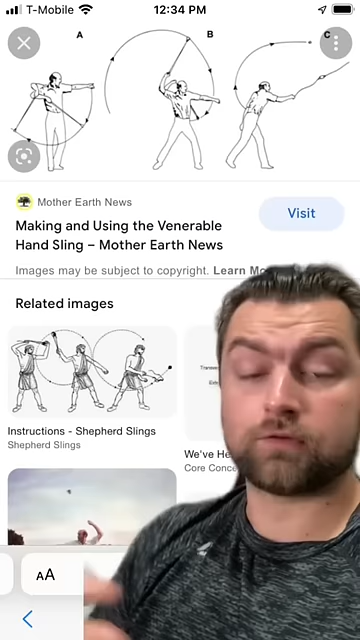 T-Mobile
12:34 PM
A
B
C
Mother Earth News
Making and Using the Venerable
Hand Sling – Mother Earth News
Visit
Images may be subject to copyright. Learn Mo
Related images
Instructions - Shepherd Slings
Shepherd Slings
We've He
Core Conce
AA